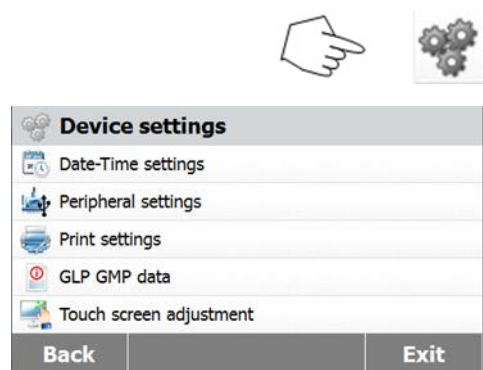 Device settings
Date-Time settings
Peripheral settings
Print settings
GLP GMP data
Touch screen adjustment
Back Exit